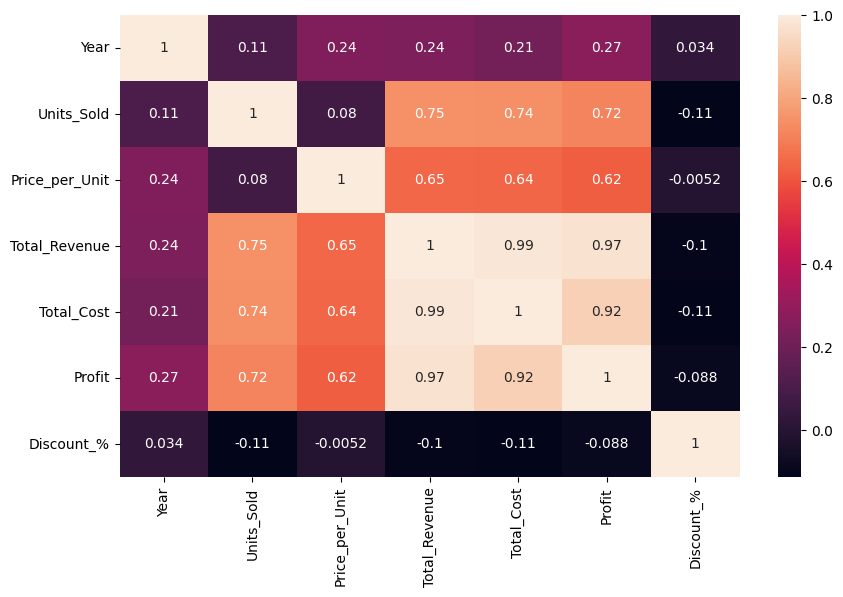 Year 1 0.11 0.24 0.24 0.21 0.27 0.034
Units_Sold 0.11 1 0.08 0.75 0.74 0.72 -0.11
Price_per_Unit 0.24 0.08 1 0.65 0.64 0.62 -0.0052
Total_Revenue 0.24 0.75 0.65 1 0.99 0.97 -0.1
Total_Cost 0.21 0.74 0.64 0.99 1 0.92 -0.11
Profit 0.27 0.72 0.62 0.97 0.92 1 -0.088
Discount_% 0.034 -0.11 -0.0052 -0.1 -0.11 -0.088 1
Year
Units_Sold
Price_per_Unit
Total_Revenue
Total_Cost
Profit
Discount_%
1.0
0.8
0.6
0.4
0.2
0.0